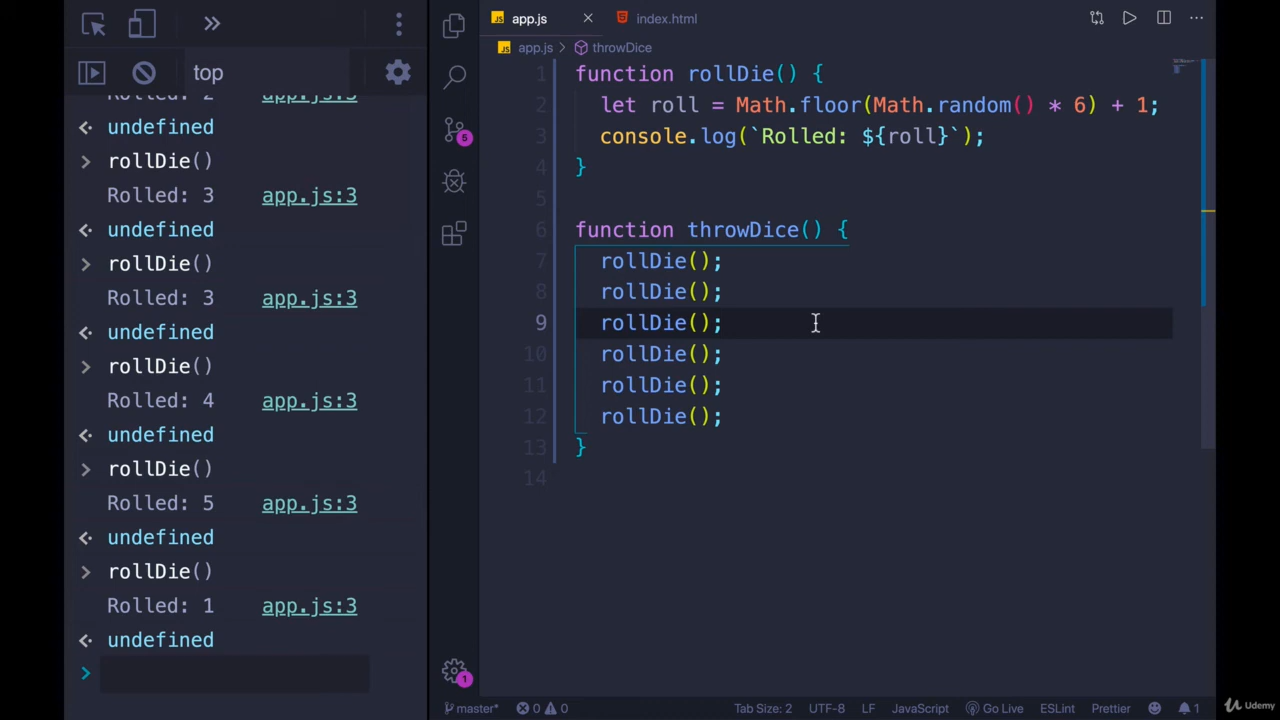 top
Rolled: 2 app.js:3
undefined
rollDie()
Rolled: 3 app.js:3
undefined
rollDie()
Rolled: 3 app.js:3
undefined
rollDie()
Rolled: 4 app.js:3
undefined
rollDie()
Rolled: 5 app.js:3
undefined
rollDie()
Rolled: 1 app.js:3
undefined
JS app.js index.html
JS app.js > throwDice
1 function rollDie() {
2 let roll = Math.floor(Math.random() * 6) + 1;
3 console.log(`Rolled: ${roll}`);
4 }
5
6 function throwDice() {
7 rollDie();
8 rollDie();
9 rollDie();
10 rollDie();
11 rollDie();
12 rollDie();
13 }
14
5
1
master* 0 0 Tab Size: 2 UTF-8 LF JavaScript Go Live ESLint Prettier 1
Udemy